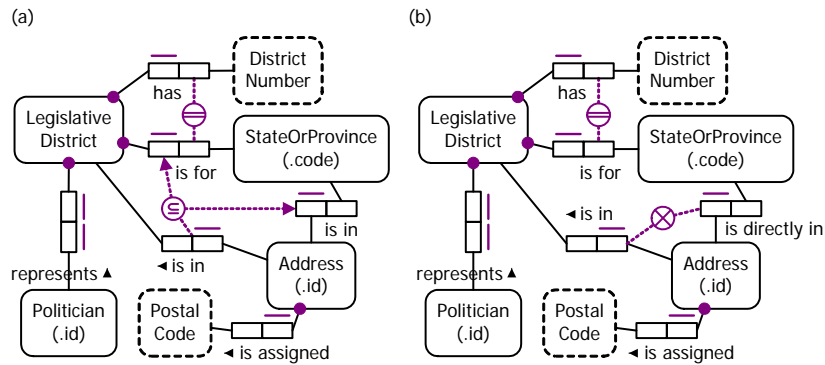 (a)
District
Number
has
Legislative
District
StateOrProvince
(.code)
is for
⊆
is in
◄ is in
represents ▲
Address
(.id)
Politician
(.id)
Postal
Code
◄ is assigned
(b)
District
Number
has
Legislative
District
StateOrProvince
(.code)
is for
◄ is in
is directly in
represents ▲
Address
(.id)
Politician
(.id)
Postal
Code
◄ is assigned